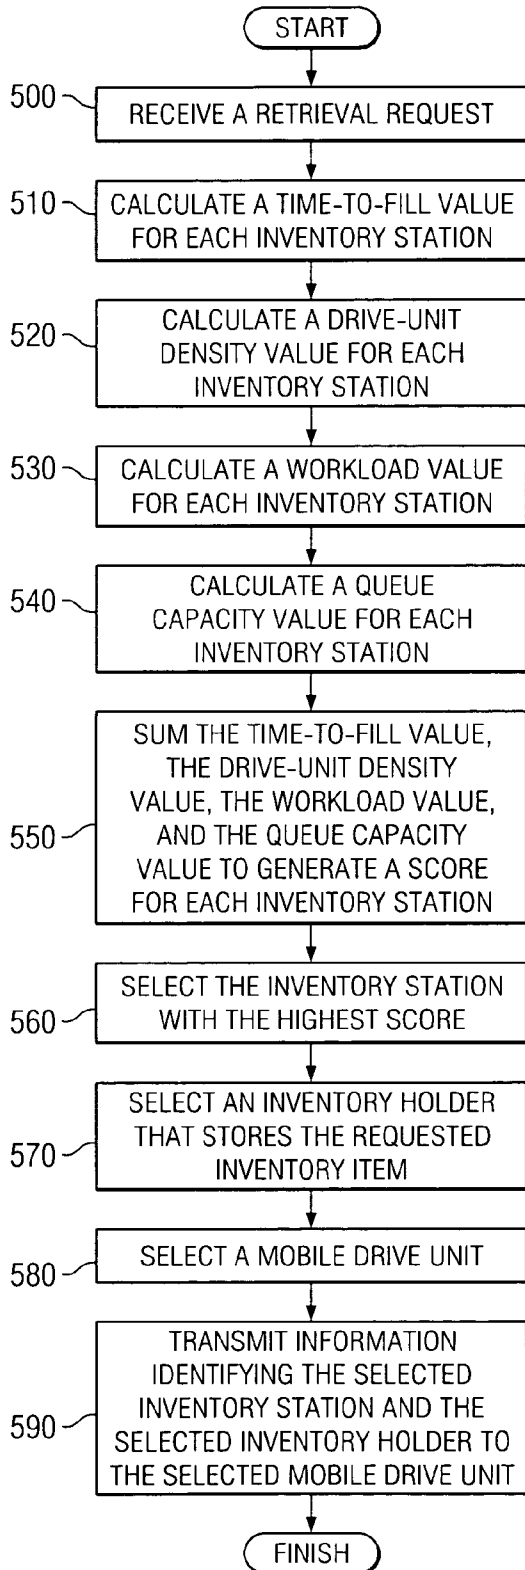 START
500
RECEIVE A RETRIEVAL REQUEST
510
CALCULATE A TIME-TO-FILL VALUE
FOR EACH INVENTORY STATION
520
CALCULATE A DRIVE-UNIT
DENSITY VALUE FOR EACH
INVENTORY STATION
530
CALCULATE A WORKLOAD VALUE
FOR EACH INVENTORY STATION
540
CALCULATE A QUEUE
CAPACITY VALUE FOR EACH
INVENTORY STATION
550
SUM THE TIME-TO-FILL VALUE,
THE DRIVE-UNIT DENSITY
VALUE, THE WORKLOAD VALUE,
AND THE QUEUE CAPACITY
VALUE TO GENERATE A SCORE
FOR EACH INVENTORY STATION
560
SELECT THE INVENTORY STATION
WITH THE HIGHEST SCORE
570
SELECT AN INVENTORY HOLDER
THAT STORES THE REQUESTED
INVENTORY ITEM
580
SELECT A MOBILE DRIVE UNIT
590
TRANSMIT INFORMATION
IDENTIFYING THE SELECTED
INVENTORY STATION AND THE
SELECTED INVENTORY HOLDER TO
THE SELECTED MOBILE DRIVE UNIT
FINISH